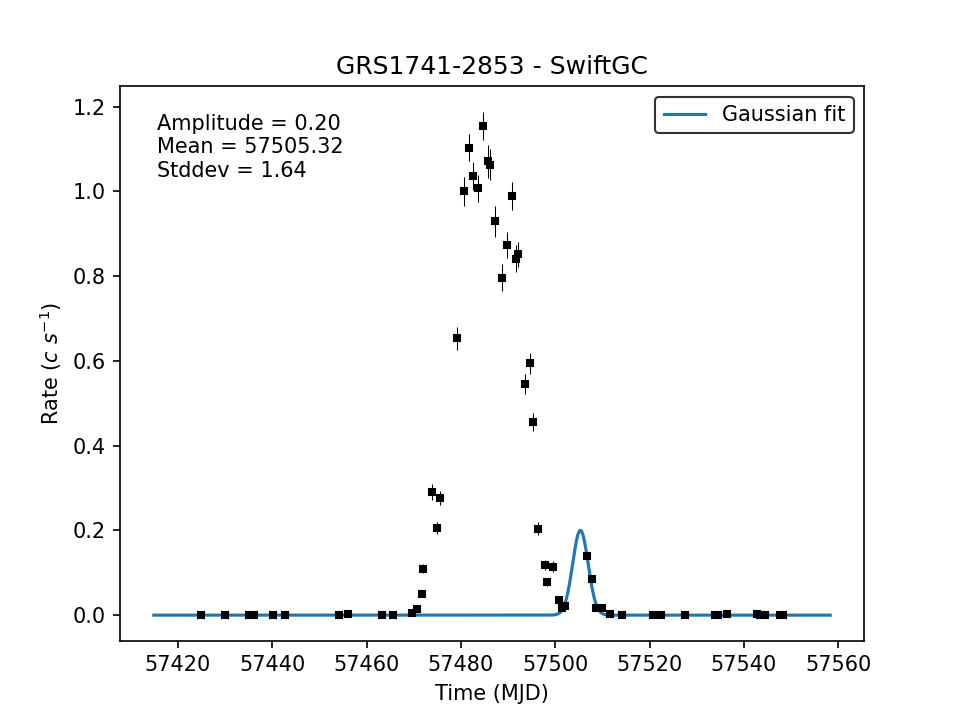 GRS1741-2853 - SwiftGC
Amplitude = 0.20
Mean = 57505.32
Stddev = 1.64
Gaussian fit
1.2
1.0
0.8
0.6
0.4
0.2
0.0
Rate (c s⁻¹)
57420 57440 57460 57480 57500 57520 57540 57560
Time (MJD)